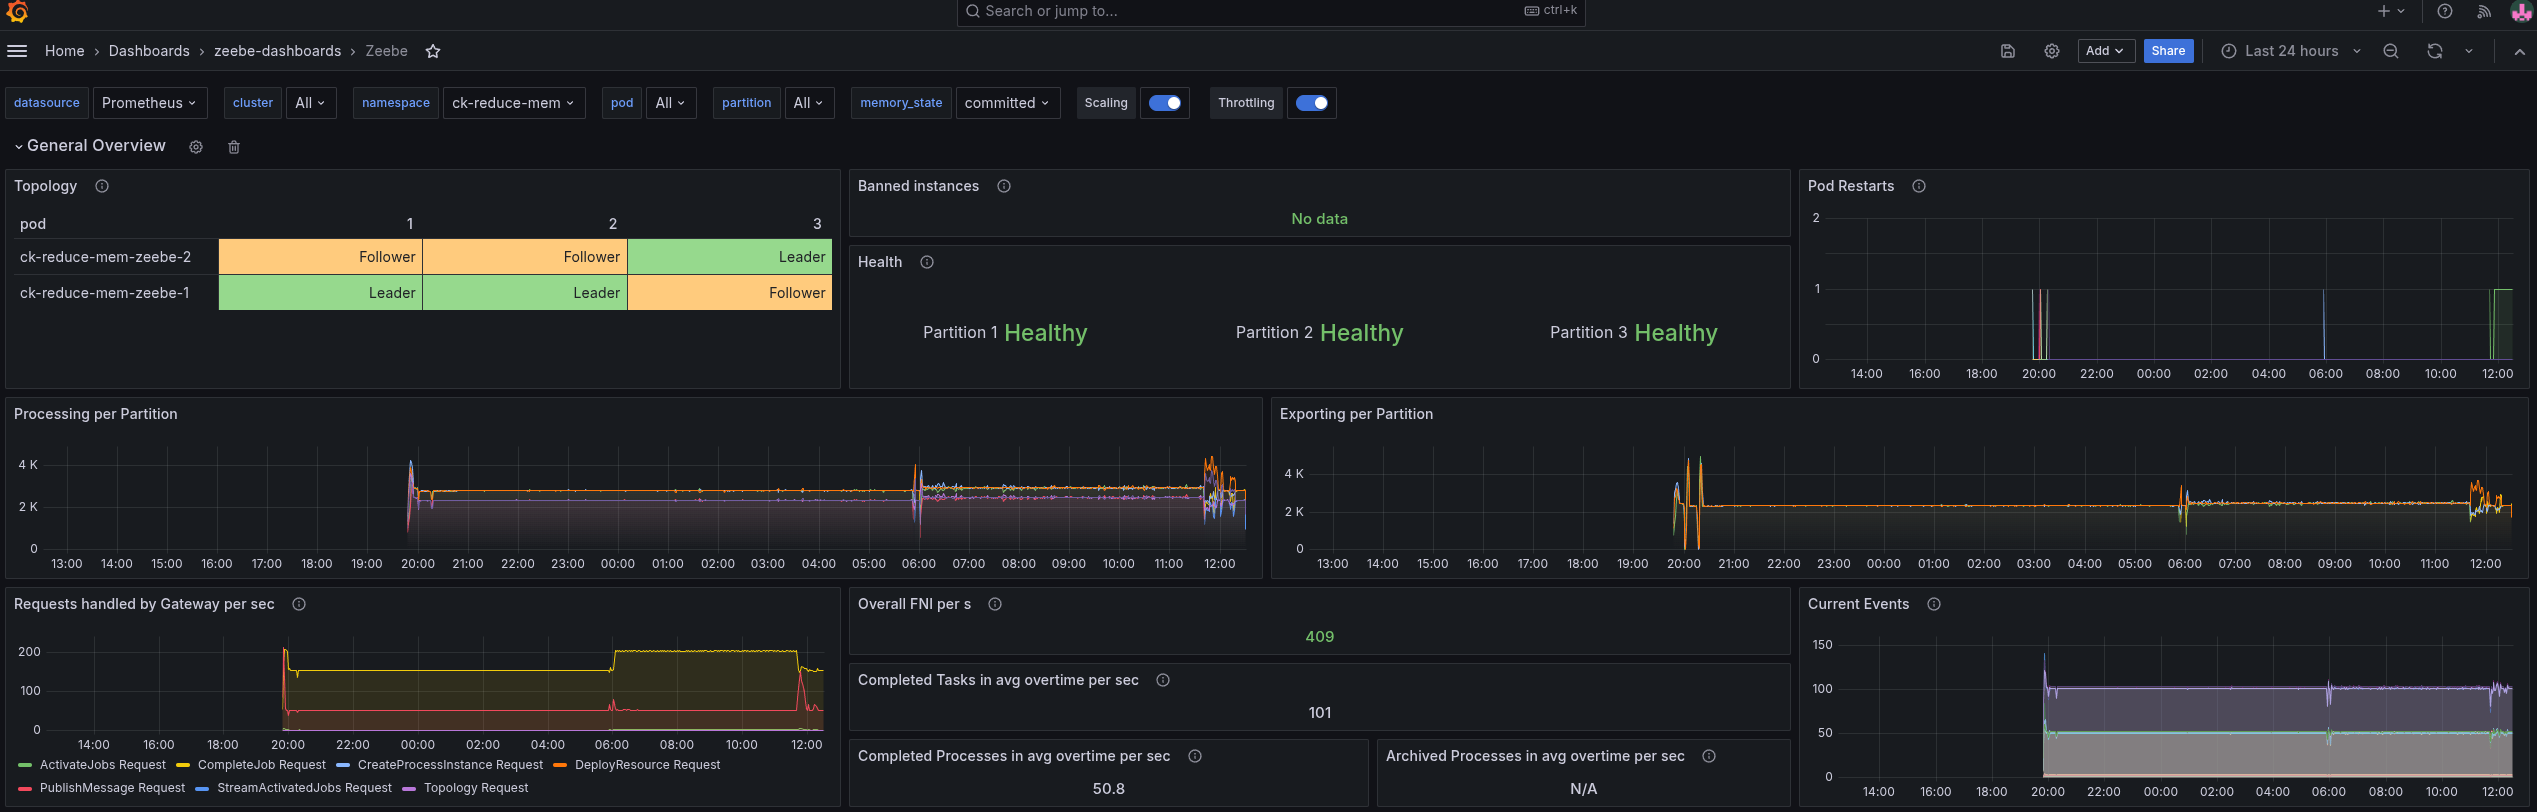 Search or jump to... ctrl+k
Home › Dashboards › zeebe-dashboards › Zeebe Add Share Last 24 hours
datasource Prometheus cluster All namespace ck-reduce-mem pod All partition All memory_state committed Scaling Throttling
General Overview
Topology
pod 1 2 3
ck-reduce-mem-zeebe-2 Follower Follower Leader
ck-reduce-mem-zeebe-1 Leader Leader Follower
Banned instances
No data
Health
Partition 1 Healthy Partition 2 Healthy Partition 3 Healthy
Pod Restarts
2
1
0
14:00 16:00 18:00 20:00 22:00 00:00 02:00 04:00 06:00 08:00 10:00 12:00
Processing per Partition
4 K
2 K
0
13:00 14:00 15:00 16:00 17:00 18:00 19:00 20:00 21:00 22:00 23:00 00:00 01:00 02:00 03:00 04:00 05:00 06:00 07:00 08:00 09:00 10:00 11:00 12:00
Exporting per Partition
4 K
2 K
0
13:00 14:00 15:00 16:00 17:00 18:00 19:00 20:00 21:00 22:00 23:00 00:00 01:00 02:00 03:00 04:00 05:00 06:00 07:00 08:00 09:00 10:00 11:00 12:00
Requests handled by Gateway per sec
200
100
0
14:00 16:00 18:00 20:00 22:00 00:00 02:00 04:00 06:00 08:00 10:00 12:00
ActivateJobs Request CompleteJob Request CreateProcessInstance Request DeployResource Request
PublishMessage Request StreamActivatedJobs Request Topology Request
Overall FNI per s
409
Completed Tasks in avg overtime per sec
101
Completed Processes in avg overtime per sec
50.8
Archived Processes in avg overtime per sec
N/A
Current Events
150
100
50
0
14:00 16:00 18:00 20:00 22:00 00:00 02:00 04:00 06:00 08:00 10:00 12:00